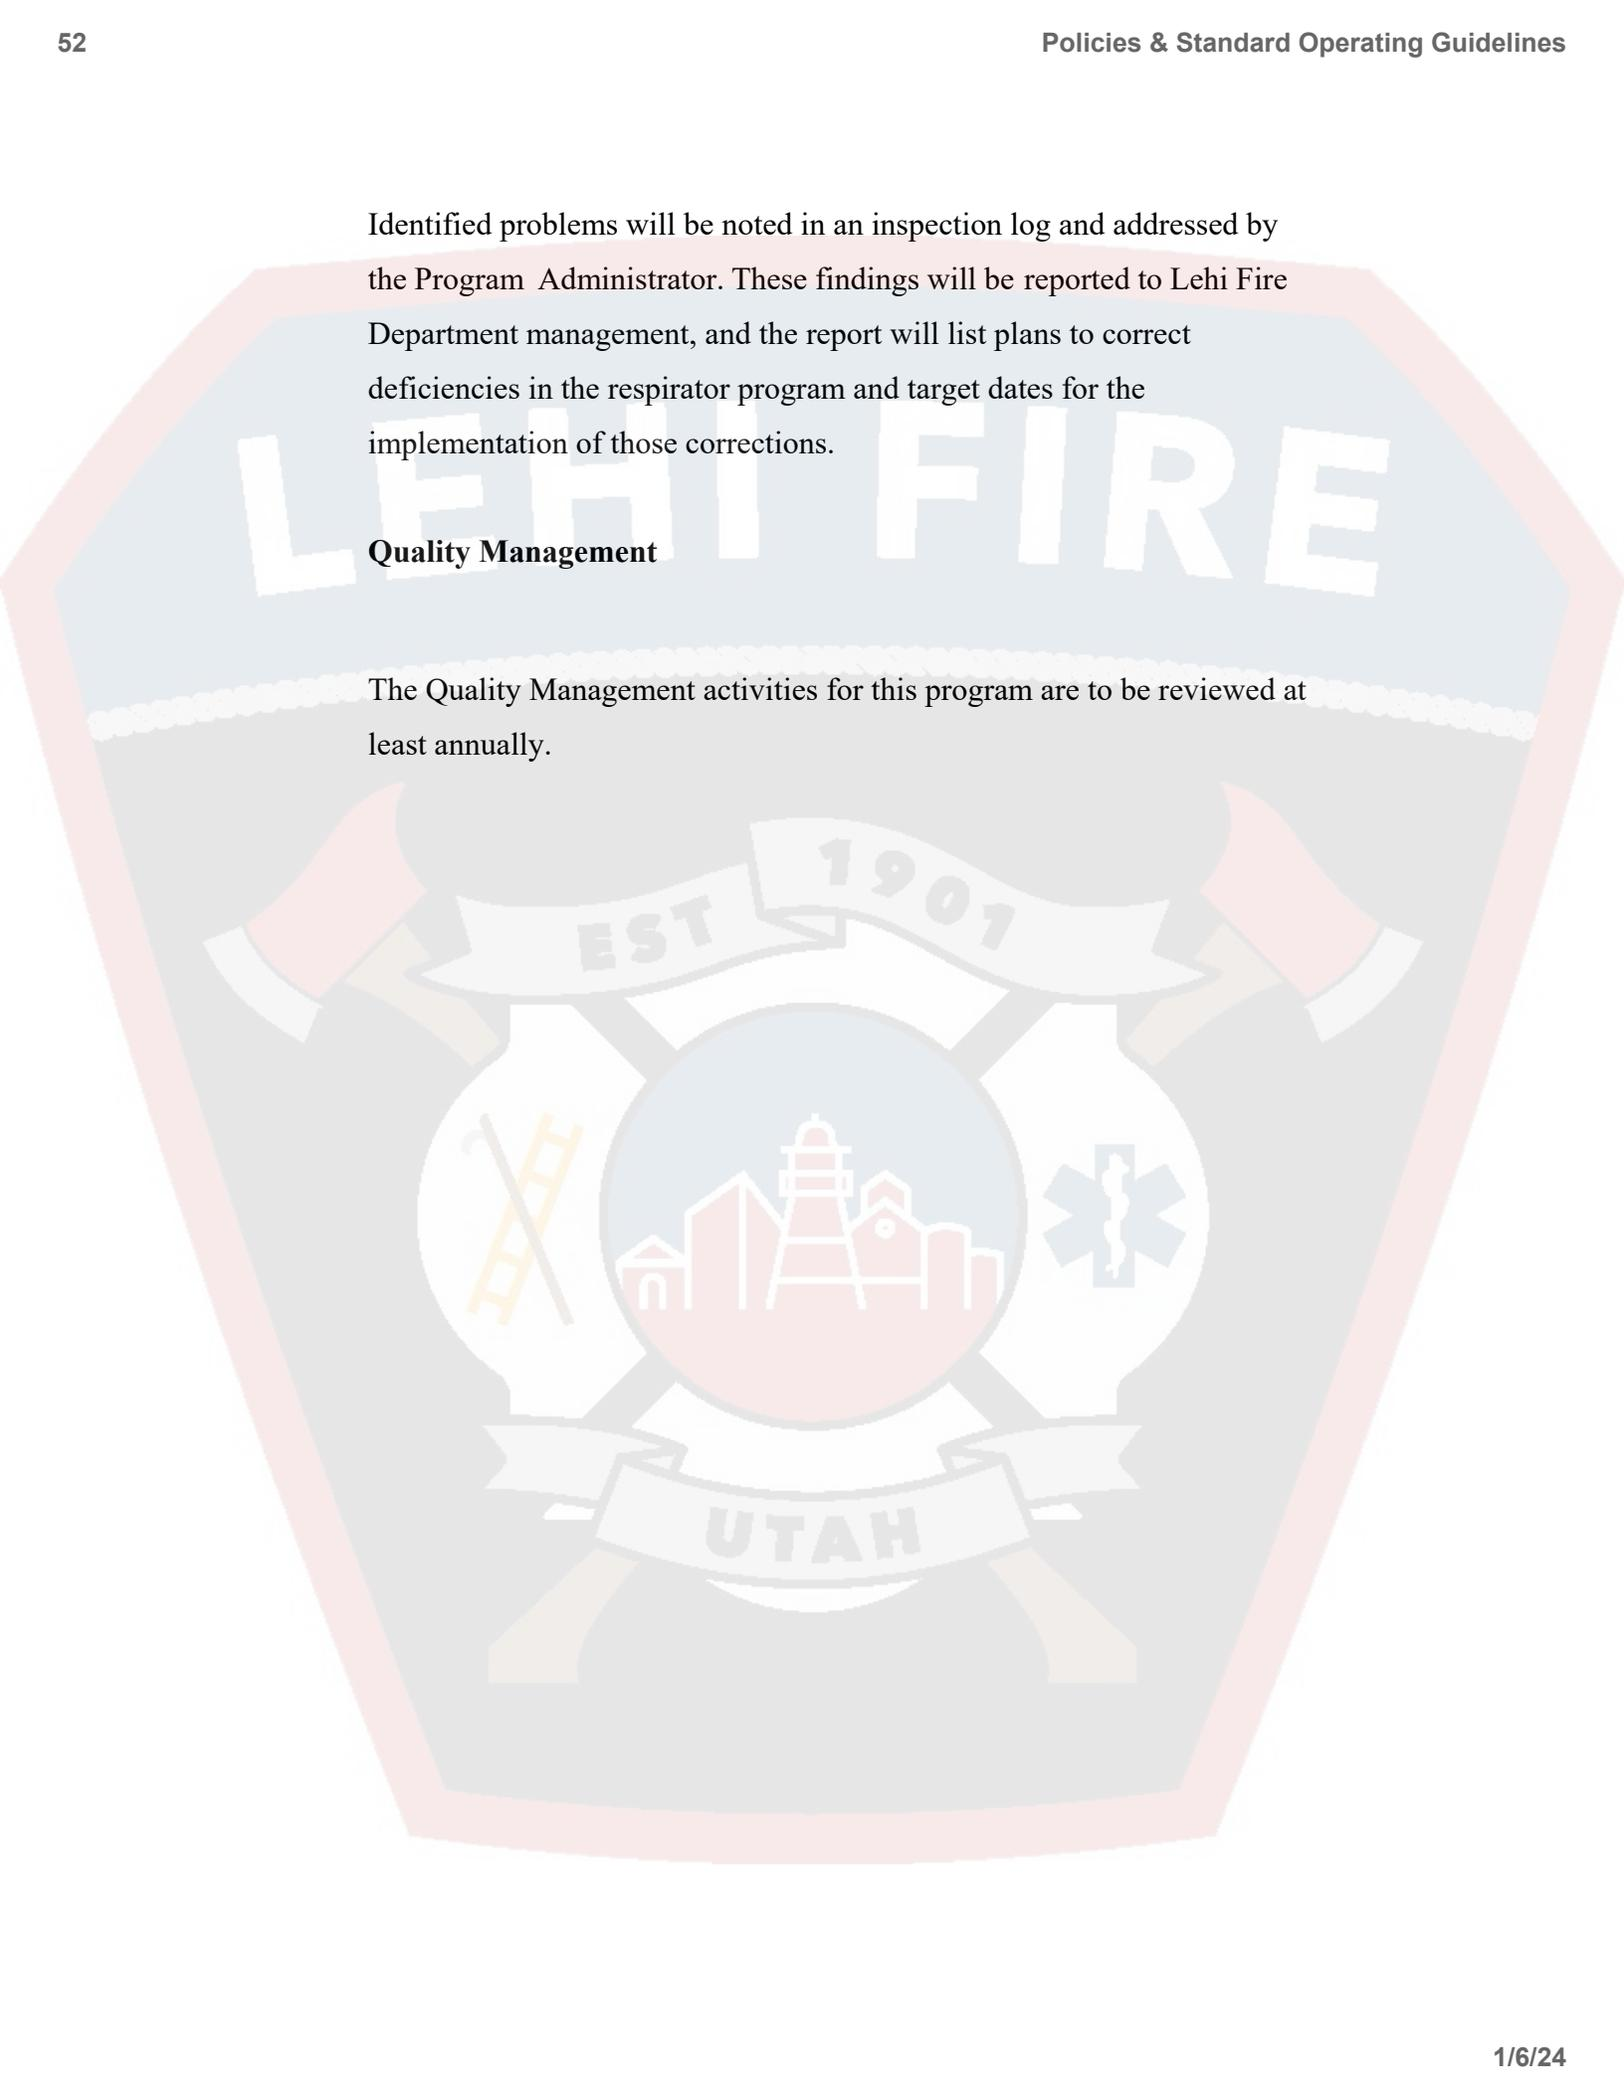 52
Policies & Standard Operating Guidelines
Identified problems will be noted in an inspection log and addressed by
the Program  Administrator. These findings will be reported to Lehi Fire
Department management, and the report will list plans to correct
deficiencies in the respirator program and target dates for the
implementation of those corrections.
Quality Management
The Quality Management activities for this program are to be reviewed at
least annually.
LEHI FIRE
EST 1901
UTAH
1/6/24